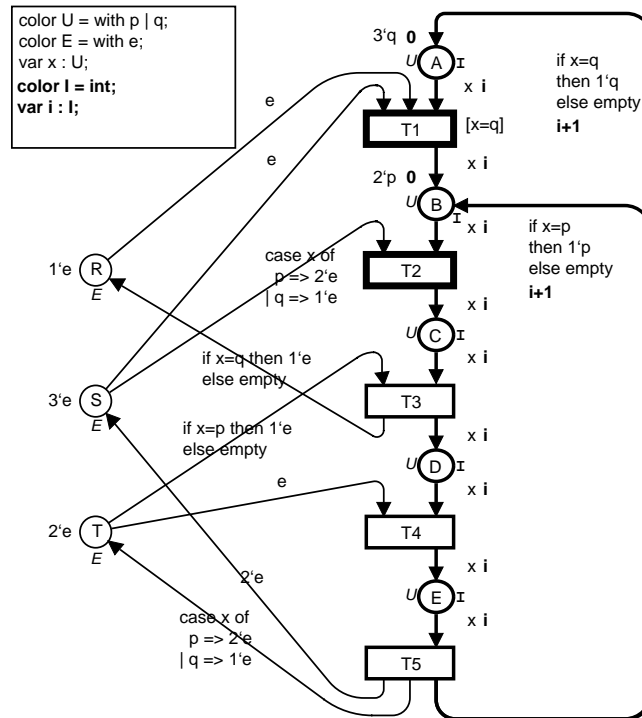 color U = with p | q;
color E = with e;
var x : U;
color I = int;
var i : I;
3‘q 0
U A I
x i
if x=q
then 1‘q
else empty
i+1
e
T1 [x=q]
e
x i
2‘p 0
U B I
x i
if x=p
then 1‘p
else empty
i+1
case x of
p => 2‘e
| q => 1‘e
T2
1‘e R
E
x i
U C I
x i
if x=q then 1‘e
else empty
3‘e S
E
T3
if x=p then 1‘e
else empty
x i
U D I
x i
e
2‘e T
E
T4
x i
2‘e
U E I
x i
case x of
p => 2‘e
| q => 1‘e
T5